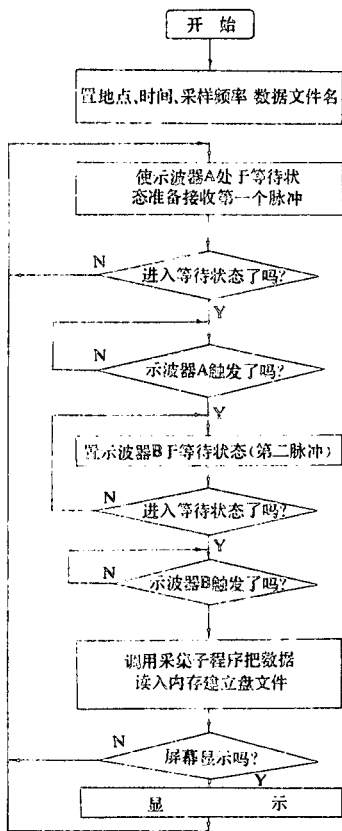 开 始
置地点、时间、采样频率 数据文件名
使示波器A处于等待状
态准备接收第一个脉冲
N
进入等待状态了吗?
Y
N
示波器A触发了吗?
Y
置示波器B于等待状态(第二脉冲)
N
进入等待状态了吗?
Y
N
示波器B触发了吗?
调用采集子程序把数据
读入内存建立盘文件
N
屏幕显示吗?
Y
显 示